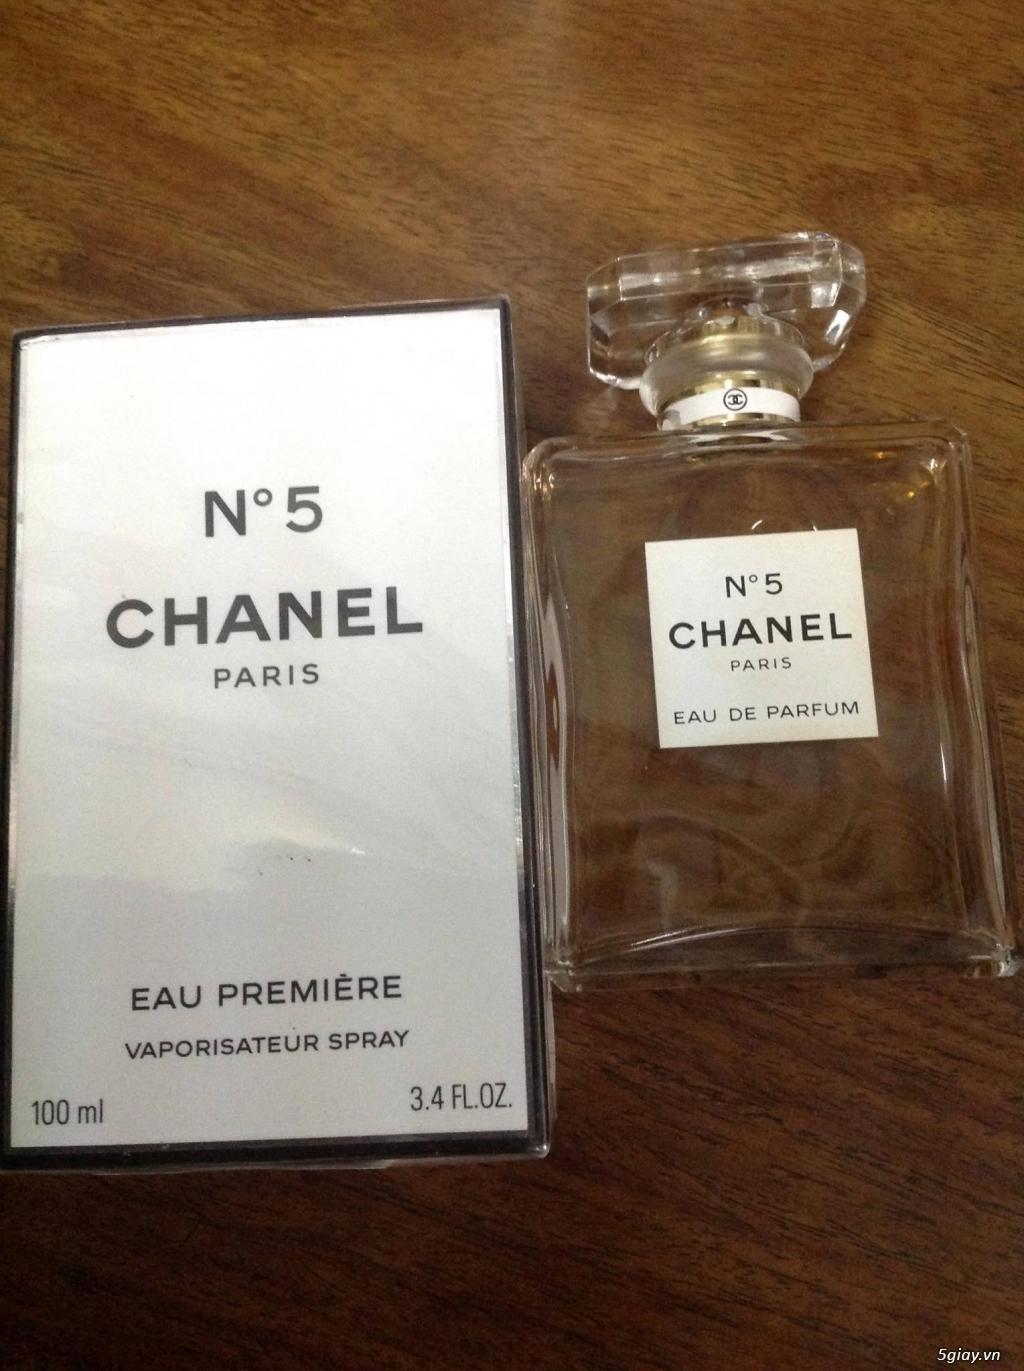 N°5
CHANEL
PARIS
EAU PREMIÈRE
VAPORISATEUR SPRAY
100 ml
3.4 FL.OZ.
N°5
CHANEL
PARIS
EAU DE PARFUM
5giay.vn